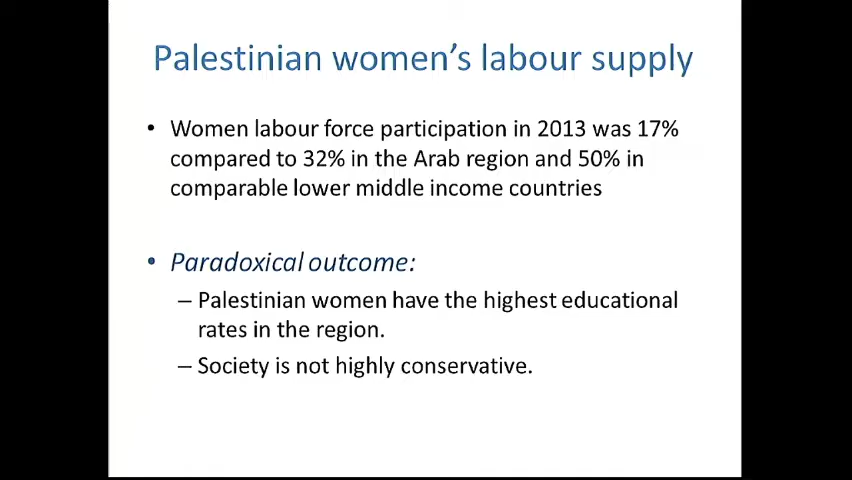 Palestinian women's labour supply
• Women labour force participation in 2013 was 17%
compared to 32% in the Arab region and 50% in
comparable lower middle income countries
• Paradoxical outcome:
– Palestinian women have the highest educational
rates in the region.
– Society is not highly conservative.